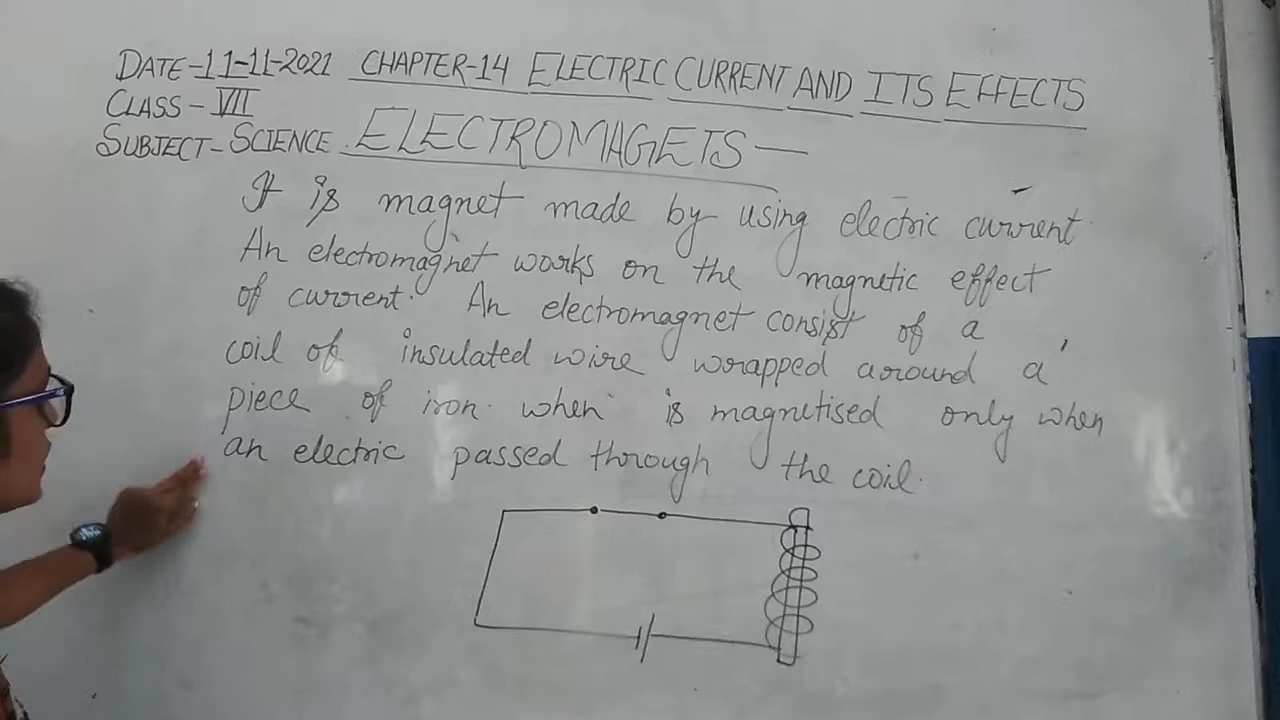 DATE-11-11-2021 CHAPTER-14 ELECTRIC CURRENT AND ITS EFFECTS
CLASS-VII
SUBJECT-SCIENCE. ELECTROMAGETS—
It is magnet made by using electric current.
An electromagnet works on the magnetic effect
of current. An electromagnet consist of a
coil of insulated wire wrapped around a
piece of iron. when is magnetised only when
an electric passed through the coil.